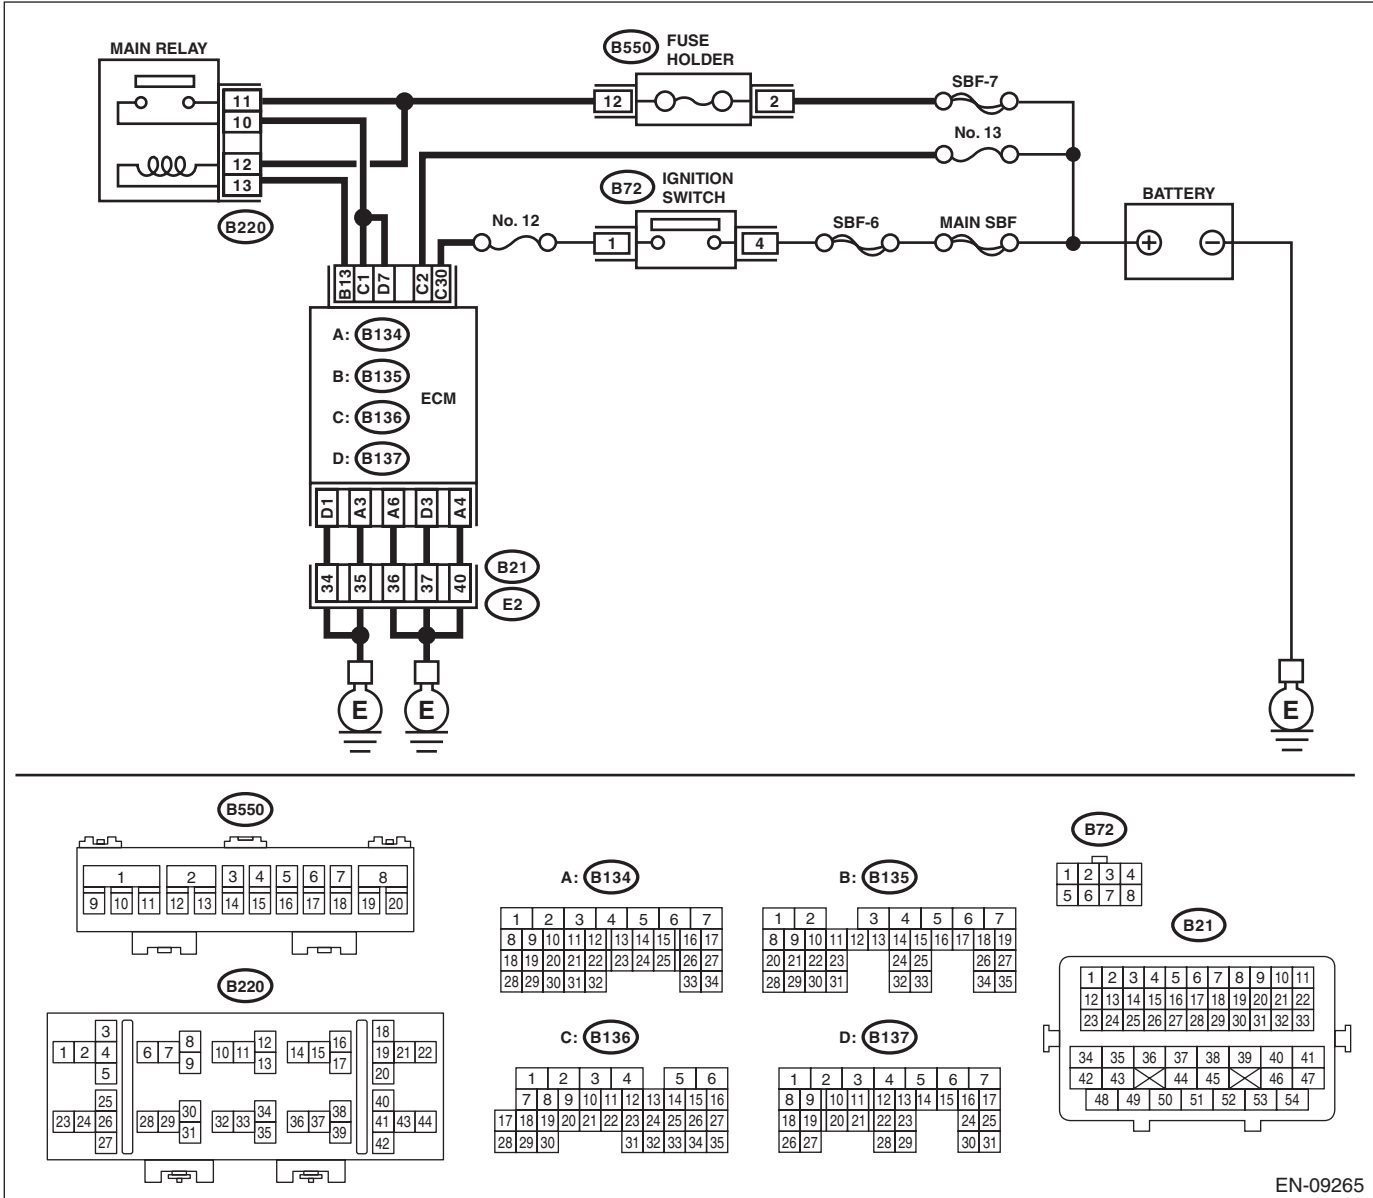 MAIN RELAY
11
10
12
13
B220
B550
FUSE
HOLDER
12
2
SBF-7
No. 13
B72
IGNITION
SWITCH
No. 12
1
4
SBF-6
MAIN SBF
BATTERY
+
−
B13 C1 D7 C2 C30
A: B134
B: B135
C: B136
D: B137
ECM
D1 A3 A6 D3 A4
34 35 36 37 40
B21
E2
E E E
B550
1 2 3 4 5 6 7 8
9 10 11 12 13 14 15 16 17 18 19 20
B220
3 8 12 16 18
1 2 4 6 7 9 10 11 13 14 15 17 19 21 22
5 20
25 30 34 38 40
23 24 26 28 29 31 32 33 35 36 37 39 41 43 44
27 42
A: B134
1 2 3 4 5 6 7
8 9 10 11 12 13 14 15 16 17
18 19 20 21 22 23 24 25 26 27
28 29 30 31 32 33 34
B: B135
1 2 3 4 5 6 7
8 9 10 11 12 13 14 15 16 17 18 19
20 21 22 23 24 25 26 27
28 29 30 31 32 33 34 35
C: B136
1 2 3 4 5 6
7 8 9 10 11 12 13 14 15 16
17 18 19 20 21 22 23 24 25 26 27
28 29 30 31 32 33 34 35
D: B137
1 2 3 4 5 6 7
8 9 10 11 12 13 14 15 16 17
18 19 20 21 22 23 24 25
26 27 28 29 30 31
B72
1 2 3 4
5 6 7 8
B21
1 2 3 4 5 6 7 8 9 10 11
12 13 14 15 16 17 18 19 20 21 22
23 24 25 26 27 28 29 30 31 32 33
34 35 36 37 38 39 40 41
42 43 44 45 46 47
48 49 50 51 52 53 54
EN-09265